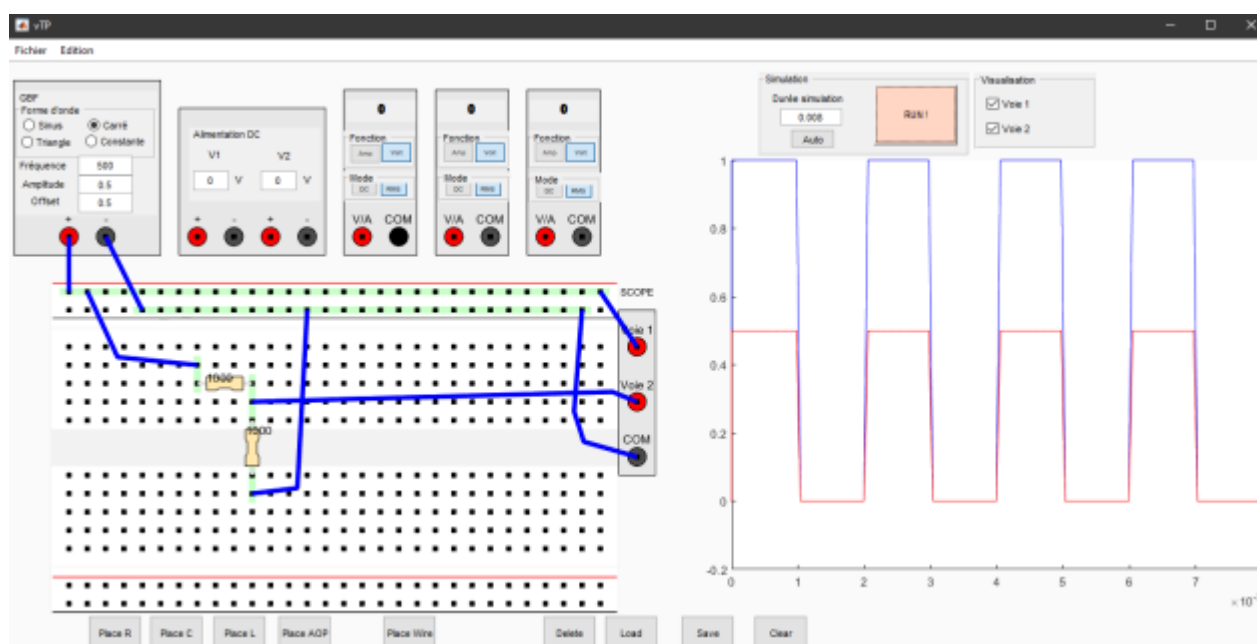 vTP
Fichier Edition
GBF
Forme d'onde
Sinus Carré
Triangle Constante
Fréquence 500
Amplitude 0.5
Offset 0.5
+ -
Alimentation DC
V1 V2
0 V 0 V
+ - + -
0
Fonction
Amp Volt
Mode
DC RMS
V/A COM
0
Fonction
Amp Volt
Mode
DC RMS
V/A COM
0
Fonction
Amp Volt
Mode
DC RMS
V/A COM
Simulation
Durée simulation
0.008
Auto
RUN !
Visualisation
Voie 1
Voie 2
SCOPE
Voie 1
Voie 2
COM
1000
1000
1
0.8
0.6
0.4
0.2
0
-0.2
0 1 2 3 4 5 6 7
Place R Place C Place L Place AOP Place Wire Delete Load Save Clear